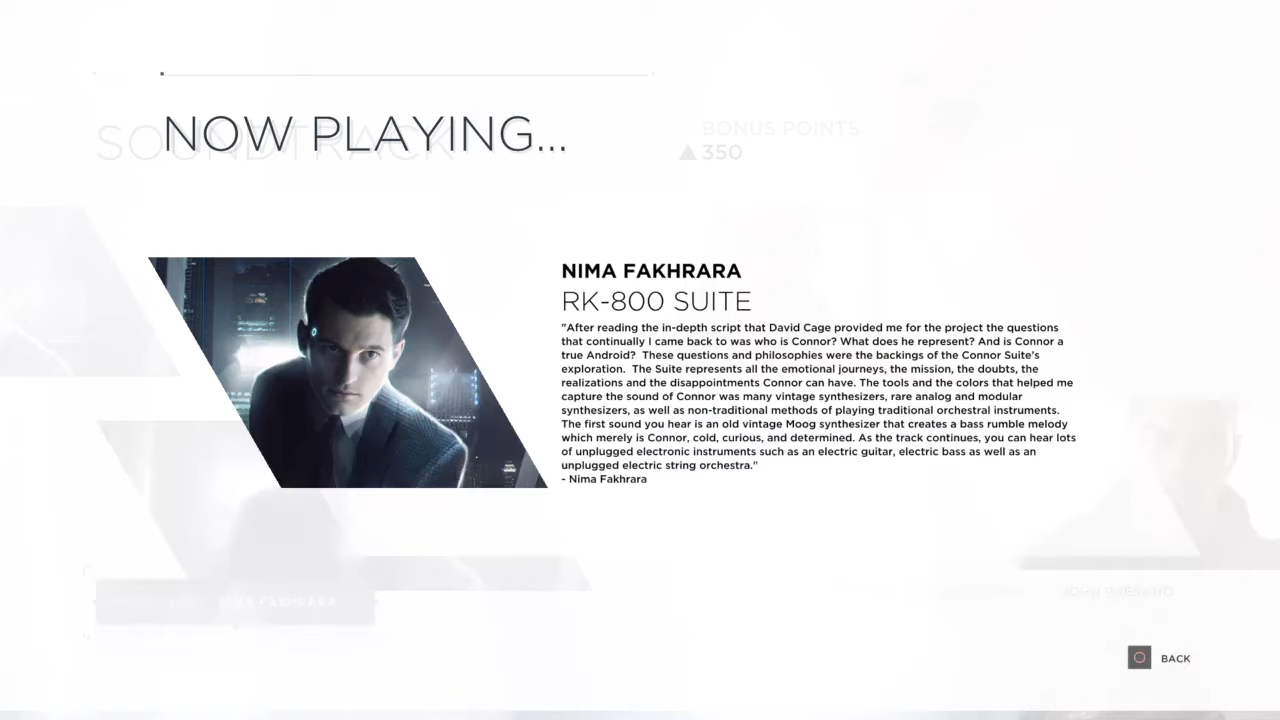 SOUNDTRACK
NOW PLAYING...
BONUS POINTS
350
NIMA FAKHRARA
RK-800 SUITE
"After reading the in-depth script that David Cage provided me for the project the questions
that continually I came back to was who is Connor? What does he represent? And is Connor a
true Android?  These questions and philosophies were the backings of the Connor Suite's
exploration.  The Suite represents all the emotional journeys, the mission, the doubts, the
realizations and the disappointments Connor can have. The tools and the colors that helped me
capture the sound of Connor was many vintage synthesizers, rare analog and modular
synthesizers, as well as non-traditional methods of playing traditional orchestral instruments.
The first sound you hear is an old vintage Moog synthesizer that creates a bass rumble melody
which merely is Connor, cold, curious, and determined. As the track continues, you can hear lots
of unplugged electronic instruments such as an electric guitar, electric bass as well as an
unplugged electric string orchestra."
- Nima Fakhrara
NIMA FAKHRARA
JOHN PAESANO
BACK